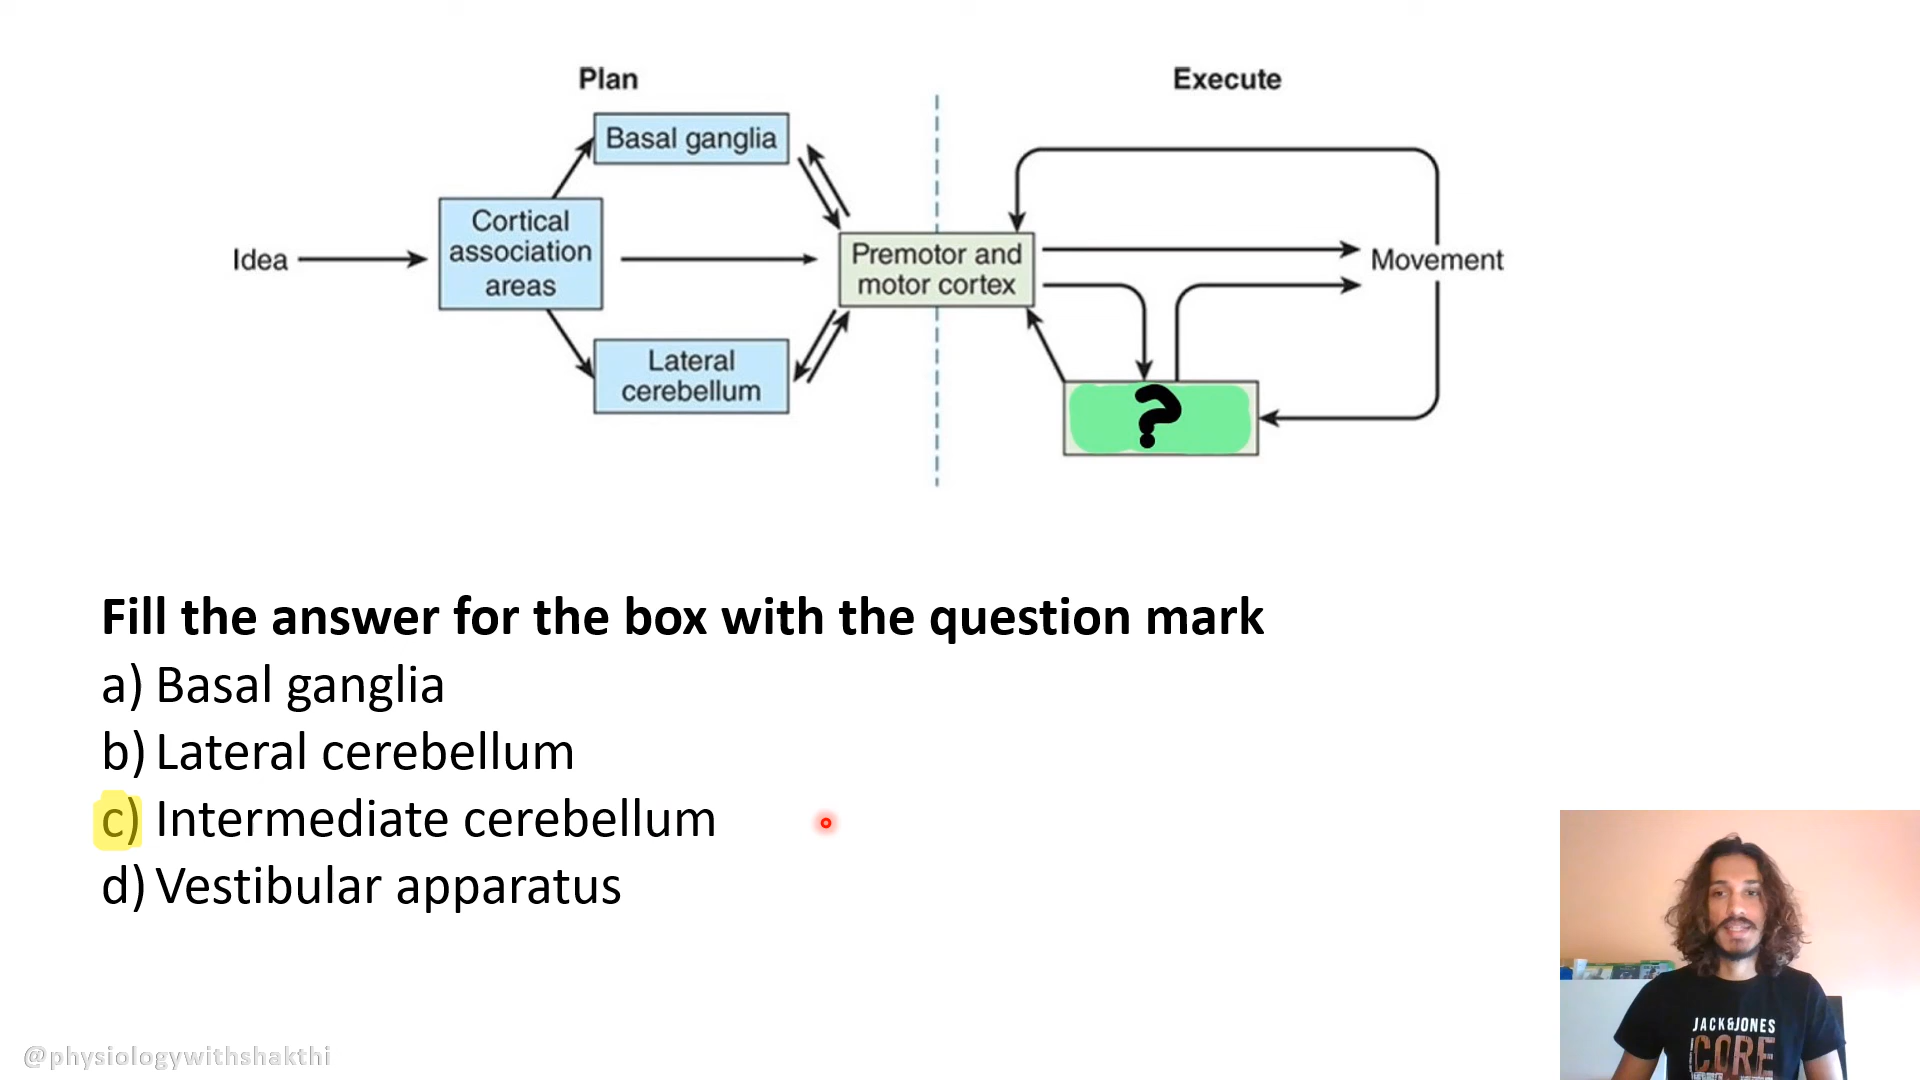 Plan
Execute
Basal ganglia
Cortical
association
areas
Idea
Premotor and
motor cortex
Movement
Lateral
cerebellum
?
Fill the answer for the box with the question mark
a) Basal ganglia
b) Lateral cerebellum
c) Intermediate cerebellum
d) Vestibular apparatus
JACK&JONES
CORE
@physiologywithshakthi